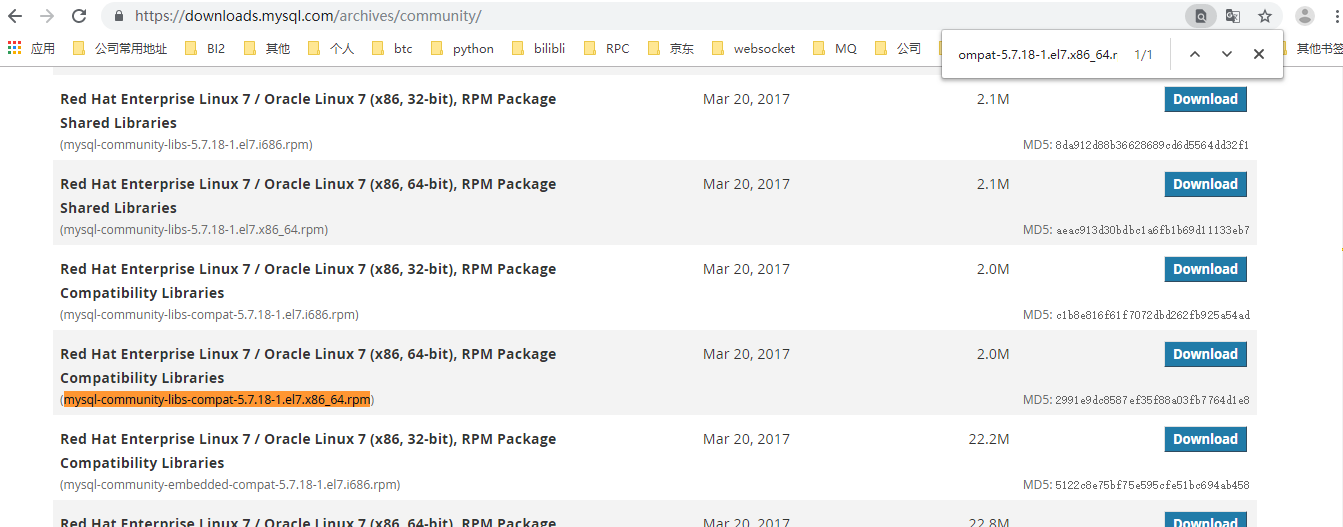 https://downloads.mysql.com/archives/community/
应用 公司常用地址 BI2 其他 个人 btc python bilibli RPC 京东 websocket MQ 公司 其他书签
ompat-5.7.18-1.el7.x86_64.r 1/1
Red Hat Enterprise Linux 7 / Oracle Linux 7 (x86, 32-bit), RPM Package Mar 20, 2017 2.1M Download
Shared Libraries
(mysql-community-libs-5.7.18-1.el7.i686.rpm) MD5: 8da912d88b36628689cd6d5564dd32f1
Red Hat Enterprise Linux 7 / Oracle Linux 7 (x86, 64-bit), RPM Package Mar 20, 2017 2.1M Download
Shared Libraries
(mysql-community-libs-5.7.18-1.el7.x86_64.rpm) MD5: aeac913d30bdbc1a6fb1b69d11133eb7
Red Hat Enterprise Linux 7 / Oracle Linux 7 (x86, 32-bit), RPM Package Mar 20, 2017 2.0M Download
Compatibility Libraries
(mysql-community-libs-compat-5.7.18-1.el7.i686.rpm) MD5: c1b8e816f61f7072dbd262fb925a54ad
Red Hat Enterprise Linux 7 / Oracle Linux 7 (x86, 64-bit), RPM Package Mar 20, 2017 2.0M Download
Compatibility Libraries
(mysql-community-libs-compat-5.7.18-1.el7.x86_64.rpm) MD5: 2991e9dc8587ef35f88a03fb7764d1e8
Red Hat Enterprise Linux 7 / Oracle Linux 7 (x86, 32-bit), RPM Package Mar 20, 2017 22.2M Download
Compatibility Libraries
(mysql-community-embedded-compat-5.7.18-1.el7.i686.rpm) MD5: 5122c8e75bf75e595cfe51bc694ab458
Red Hat Enterprise Linux 7 / Oracle Linux 7 (x86, 64-bit), RPM Package Mar 20, 2017 22.8M Download